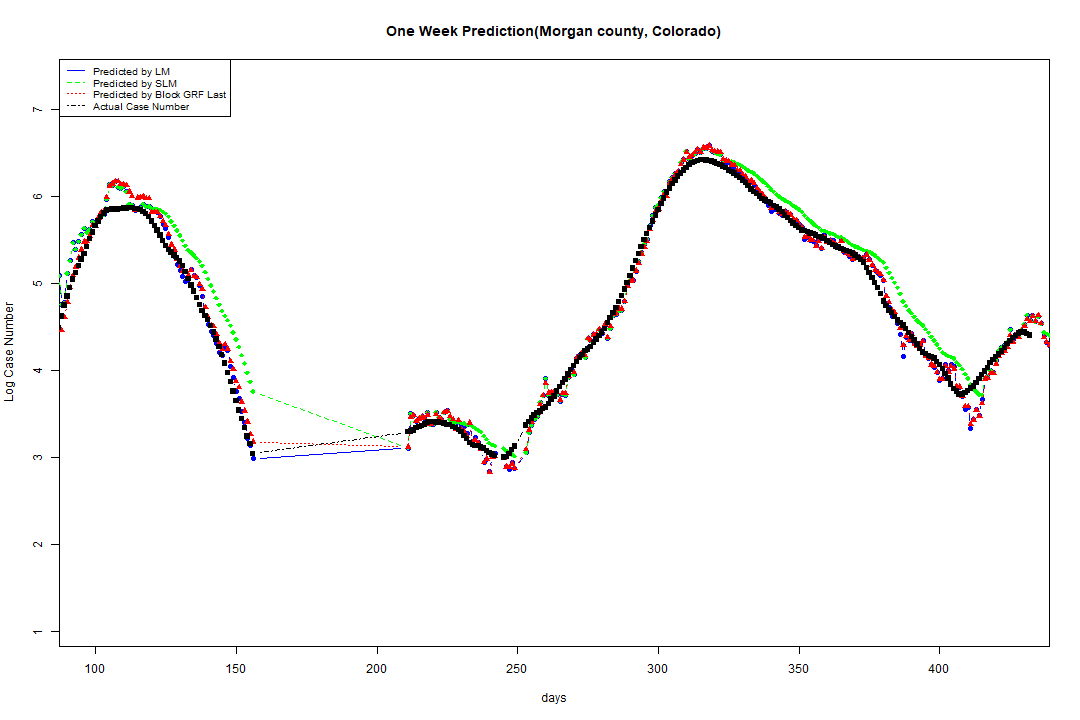 One Week Prediction(Morgan county, Colorado)
Predicted by LM
Predicted by SLM
Predicted by Block GRF Last
Actual Case Number
7
6
5
4
3
2
1
Log Case Number
100 150 200 250 300 350 400
days